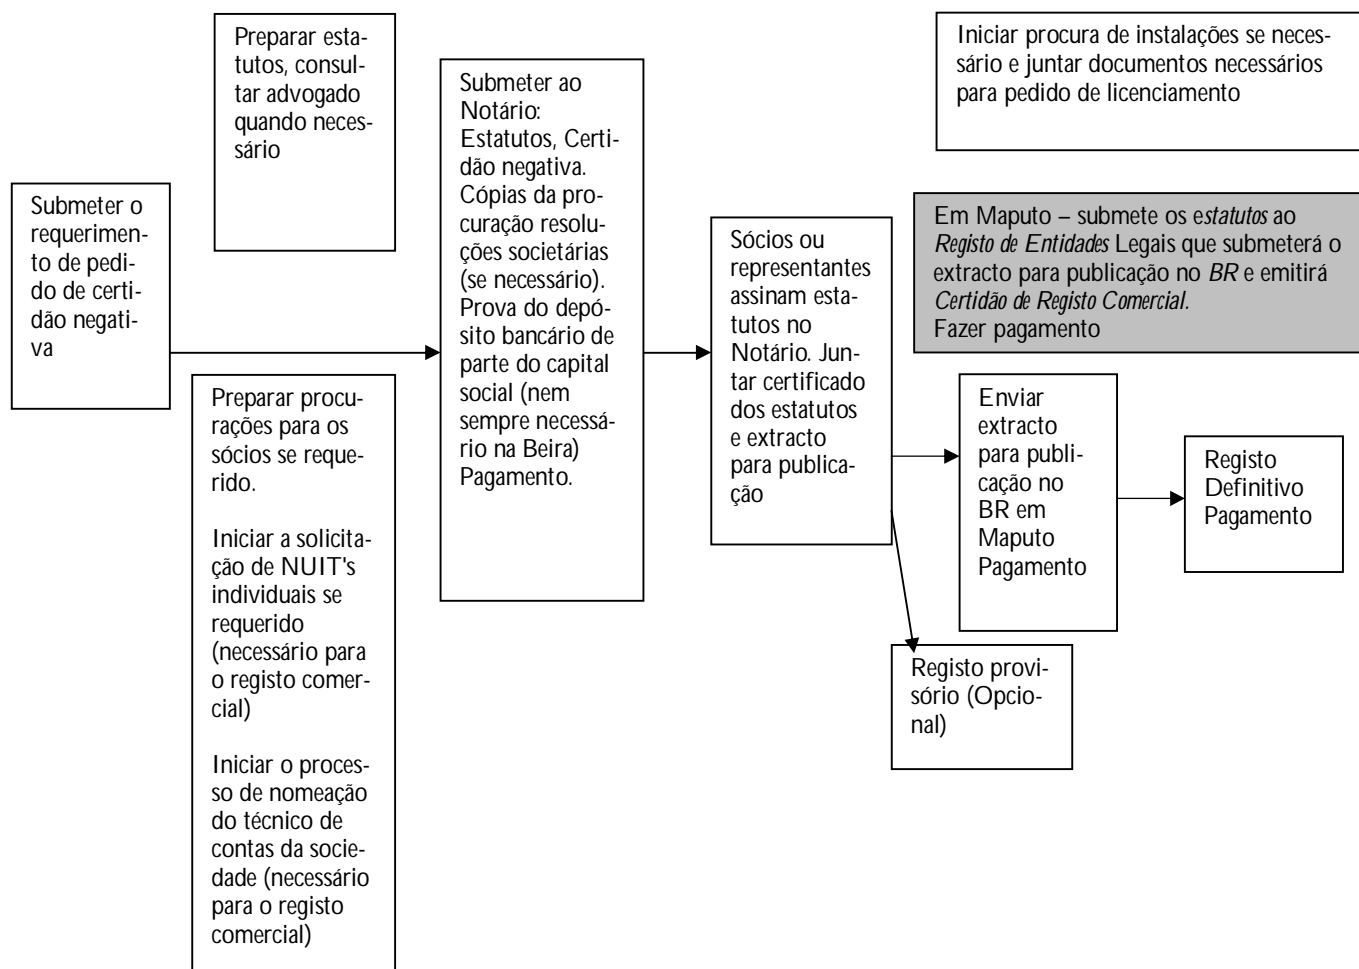 Submeter o
requerimen-
to de pedi-
do de certi-
dão negati-
va
Preparar esta-
tutos, consul-
tar advogado
quando neces-
sário
Preparar procu-
rações para os
sócios se reque-
rido.
Iniciar a solicita-
ção de NUIT's
individuais se
requerido
(necessário para
o registo comer-
cial)
Iniciar o proces-
so de nomeação
do técnico de
contas da socie-
dade (necessário
para o registo
comercial)
Submeter ao
Notário:
Estatutos, Certi-
dão negativa.
Cópias da pro-
curação resolu-
ções societárias
(se necessário).
Prova do depó-
sito bancário de
parte do capital
social (nem
sempre necessá-
rio na Beira)
Pagamento.
Sócios ou
representantes
assinam esta-
tutos no
Notário. Jun-
tar certificado
dos estatutos
e extracto
para publica-
ção
Iniciar procura de instalações se neces-
sário e juntar documentos necessários
para pedido de licenciamento
Em Maputo – submete os estatutos ao
Registo de Entidades Legais que submeterá o
extracto para publicação no BR e emitirá
Certidão de Registo Comercial.
Fazer pagamento
Enviar
extracto
para publi-
cação no
BR em
Maputo
Pagamento
Registo
Definitivo
Pagamento
Registo provi-
sório (Opcio-
nal)